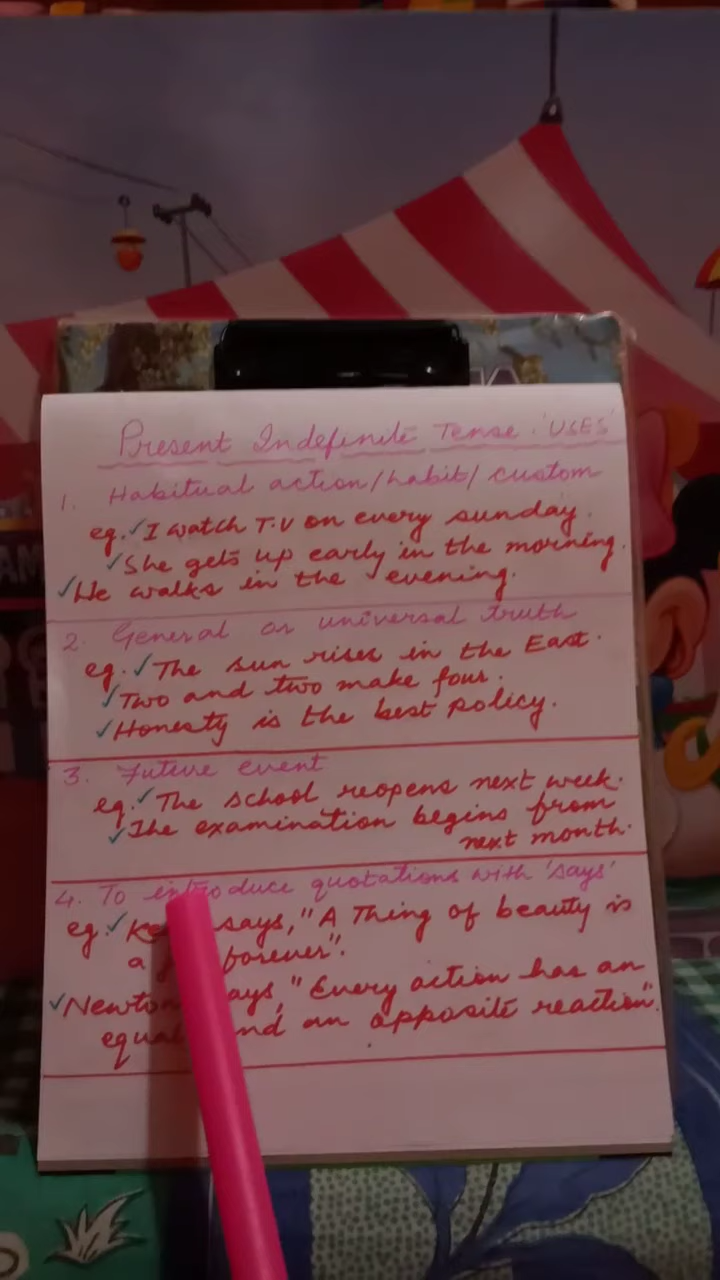 Present Indefinite Tense 'USES'
1. Habitual action/habit/custom
eg. ✓I watch T.V on every sunday.
✓She gets up early in the morning.
✓He walks in the evening.
2. General or universal truth
eg. ✓The sun rises in the East.
✓Two and two make four.
✓Honesty is the best policy.
3. Future event
eg. ✓The school reopens next week.
✓The examination begins from
next month.
4. To introduce quotations with 'says'
eg. ✓ says, "A Thing of beauty is
a forever".
✓Newton says, "Every action has an
equal and an opposite reaction".